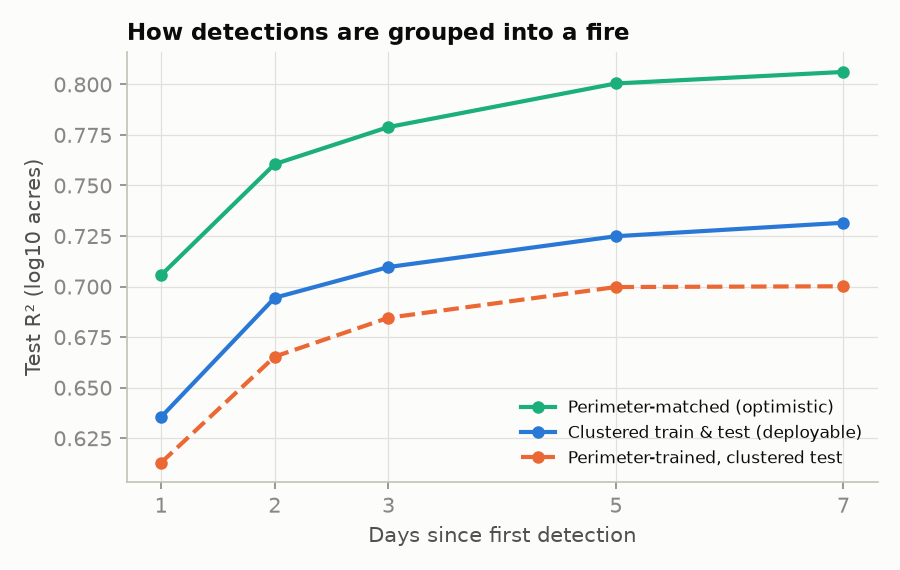 How detections are grouped into a fire
Test R² (log10 acres)
0.800
0.775
0.750
0.725
0.700
0.675
0.650
0.625
Perimeter-matched (optimistic)
Clustered train & test (deployable)
Perimeter-trained, clustered test
1 2 3 5 7
Days since first detection